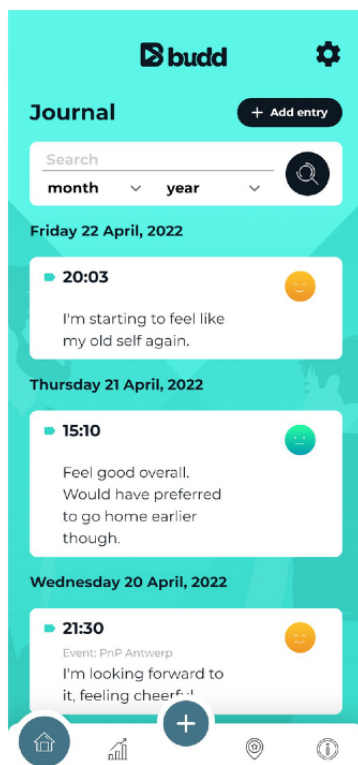 budd
Journal
+ Add entry
Search
month
year
Friday 22 April, 2022
20:03
I'm starting to feel like
my old self again.
Thursday 21 April, 2022
15:10
Feel good overall.
Would have preferred
to go home earlier
though.
Wednesday 20 April, 2022
21:30
Event: PnP Antwerp
I'm looking forward to
it, feeling cheerful